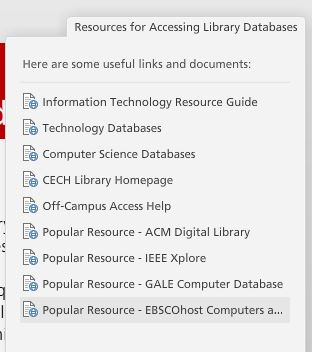 Resources for Accessing Library Databases
Here are some useful links and documents:
Information Technology Resource Guide
Technology Databases
Computer Science Databases
CECH Library Homepage
Off-Campus Access Help
Popular Resource - ACM Digital Library
Popular Resource - IEEE Xplore
Popular Resource - GALE Computer Database
Popular Resource - EBSCOhost Computers a...